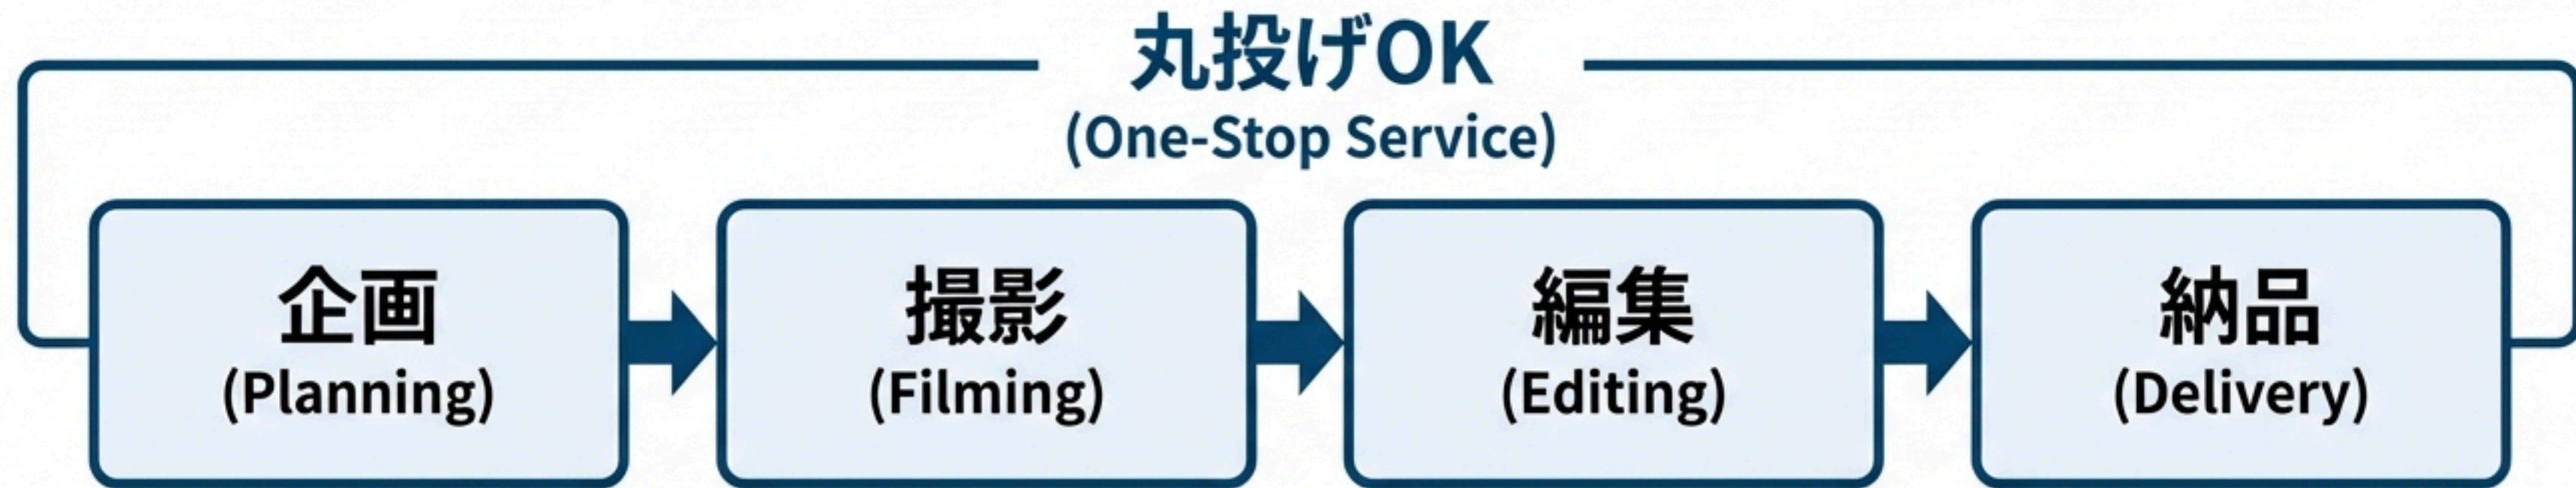 丸投げOK
(One-Stop Service)
企画
(Planning)
撮影
(Filming)
編集
(Editing)
納品
(Delivery)